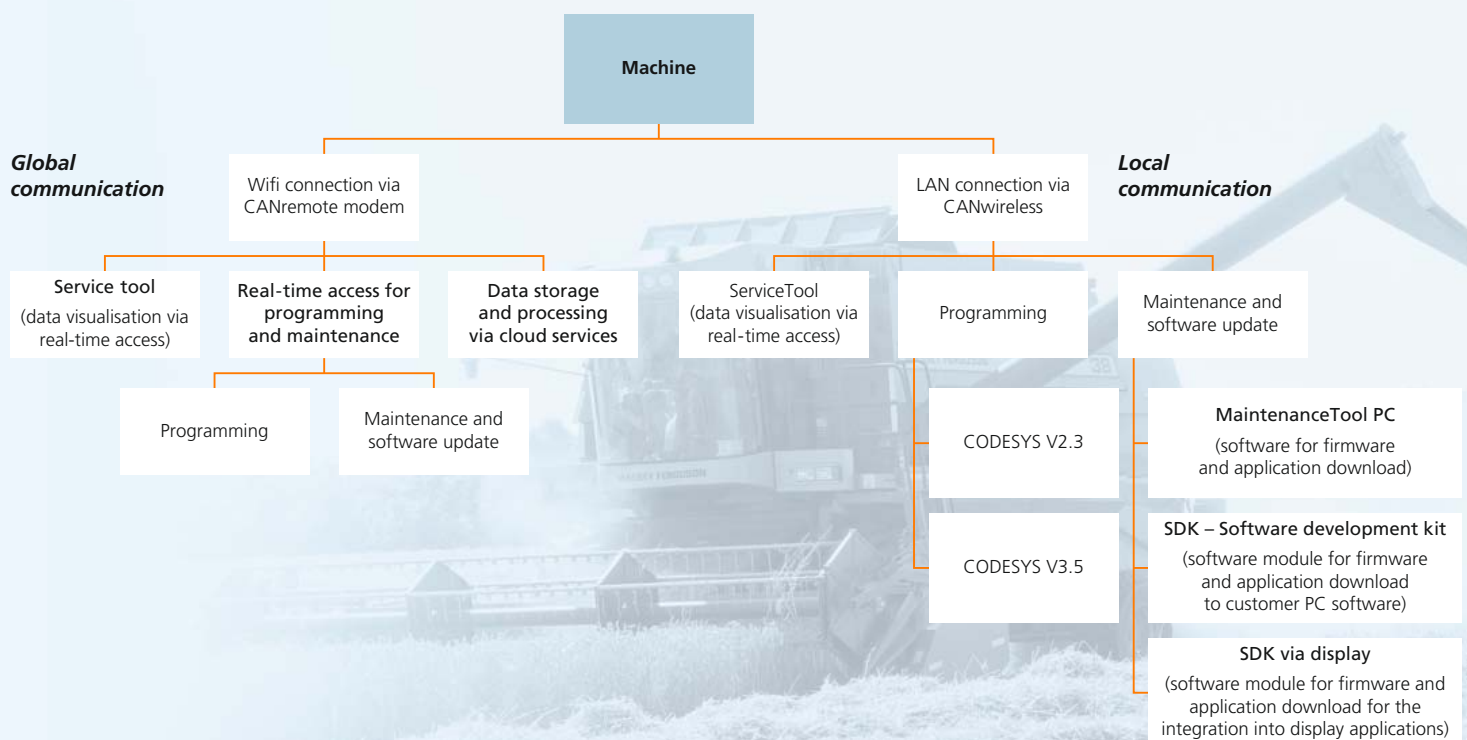 Machine
Global
communication
Wifi connection via
CANremote modem
LAN connection via
CANwireless
Local
communication
Service tool
(data visualisation via
real-time access)
Real-time access for
programming
and maintenance
Data storage
and processing
via cloud services
ServiceTool
(data visualisation via
real-time access)
Programming
Maintenance and
software update
Programming
Maintenance and
software update
CODESYS V2.3
CODESYS V3.5
MaintenanceTool PC
(software for firmware
and application download)
SDK – Software development kit
(software module for firmware
and application download
to customer PC software)
SDK via display
(software module for firmware and
application download for the
integration into display applications)
MASSEY FERGUSON
38